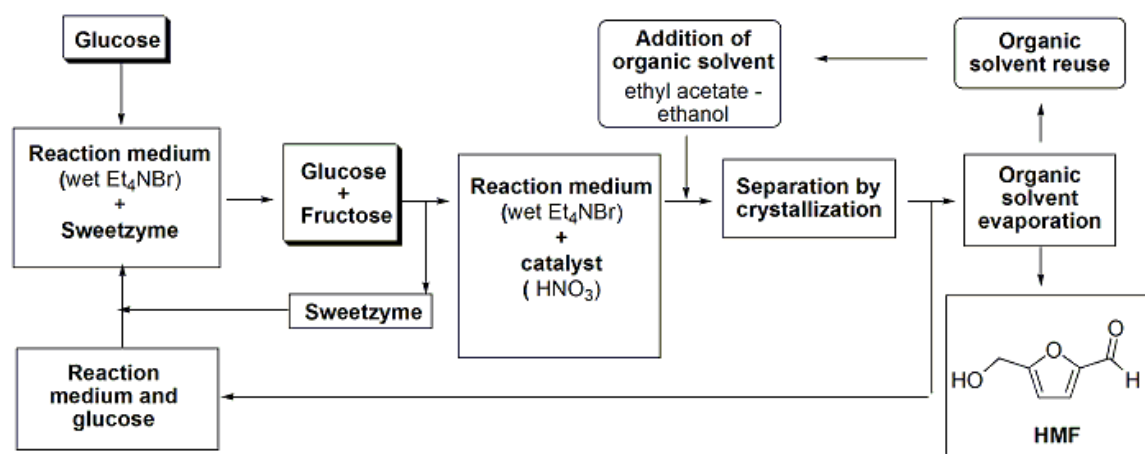 Glucose
Reaction medium
(wet Et₄NBr)
+
Sweetzyme
Glucose
+
Fructose
Sweetzyme
Reaction
medium and
glucose
Reaction medium
(wet Et₄NBr)
+
catalyst
( HNO₃)
Addition of
organic solvent
ethyl acetate -
ethanol
Separation by
crystallization
Organic
solvent reuse
Organic
solvent
evaporation
O
O
HO
H
HMF